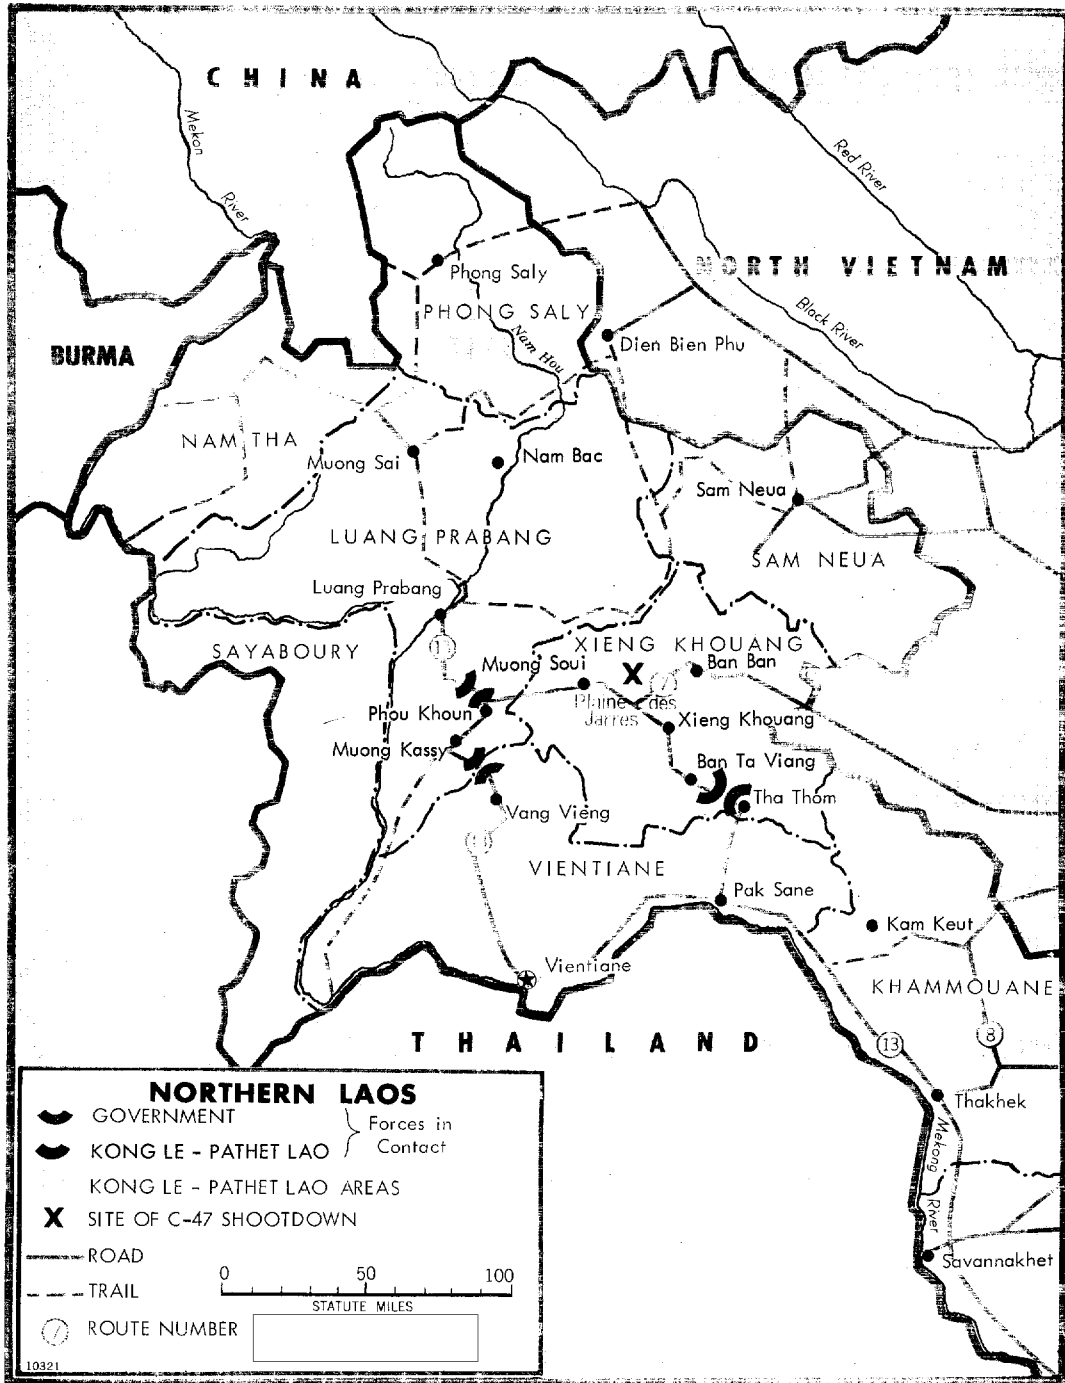 CHINA
Mekon
River
Red River
NORTH VIETNAM
Phong Saly
PHONG SALY
Nam Hou
Black River
Dien Bien Phu
BURMA
NAM THA
Muong Sai
Nam Bac
Sam Neua
LUANG PRABANG
SAM NEUA
Luang Prabang
SAYABOURY
13
XIENG KHOUANG
Muong Soui
X
7
Ban Ban
Plaine des
Jarres
Phou Khoun
Xieng Khouang
Muong Kassy
Ban Ta Viang
Tha Thom
Vang Vieng
13
VIENTIANE
Pak Sane
Kam Keut
Vientiane
KHAMMOUANE
THAILAND
13
8
Thakhek
Mekong
River
Savannakhet
NORTHERN LAOS
GOVERNMENT
KONG LE - PATHET LAO
Forces in
Contact
KONG LE - PATHET LAO AREAS
X SITE OF C-47 SHOOTDOWN
ROAD
TRAIL
0 50 100
STATUTE MILES
7 ROUTE NUMBER
10321